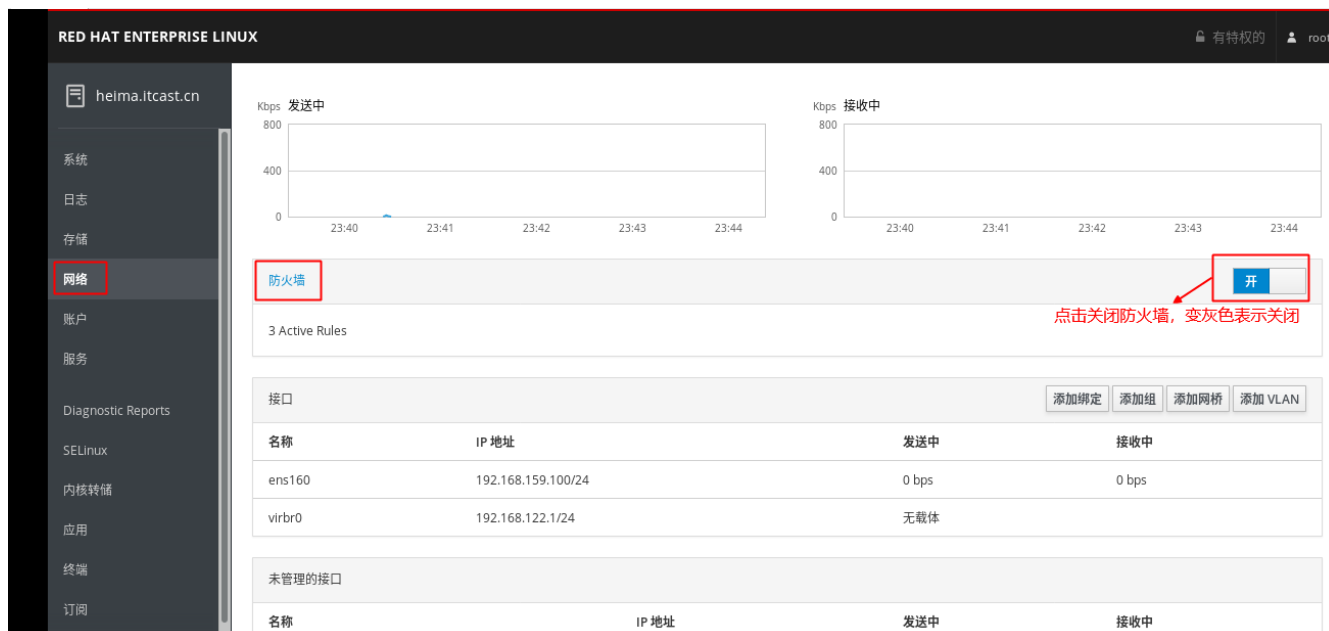 RED HAT ENTERPRISE LINUX
有特权的
root
heima.itcast.cn
系统
日志
存储
网络
账户
服务
Diagnostic Reports
SELinux
内核转储
应用
终端
订阅
Kbps 发送中
800
400
0
23:40 23:41 23:42 23:43 23:44
Kbps 接收中
800
400
0
23:40 23:41 23:42 23:43 23:44
防火墙
开
点击关闭防火墙，变灰色表示关闭
3 Active Rules
接口
添加绑定 添加组 添加网桥 添加 VLAN
名称 IP 地址 发送中 接收中
ens160 192.168.159.100/24 0 bps 0 bps
virbr0 192.168.122.1/24 无载体
未管理的接口
名称 IP 地址 发送中 接收中